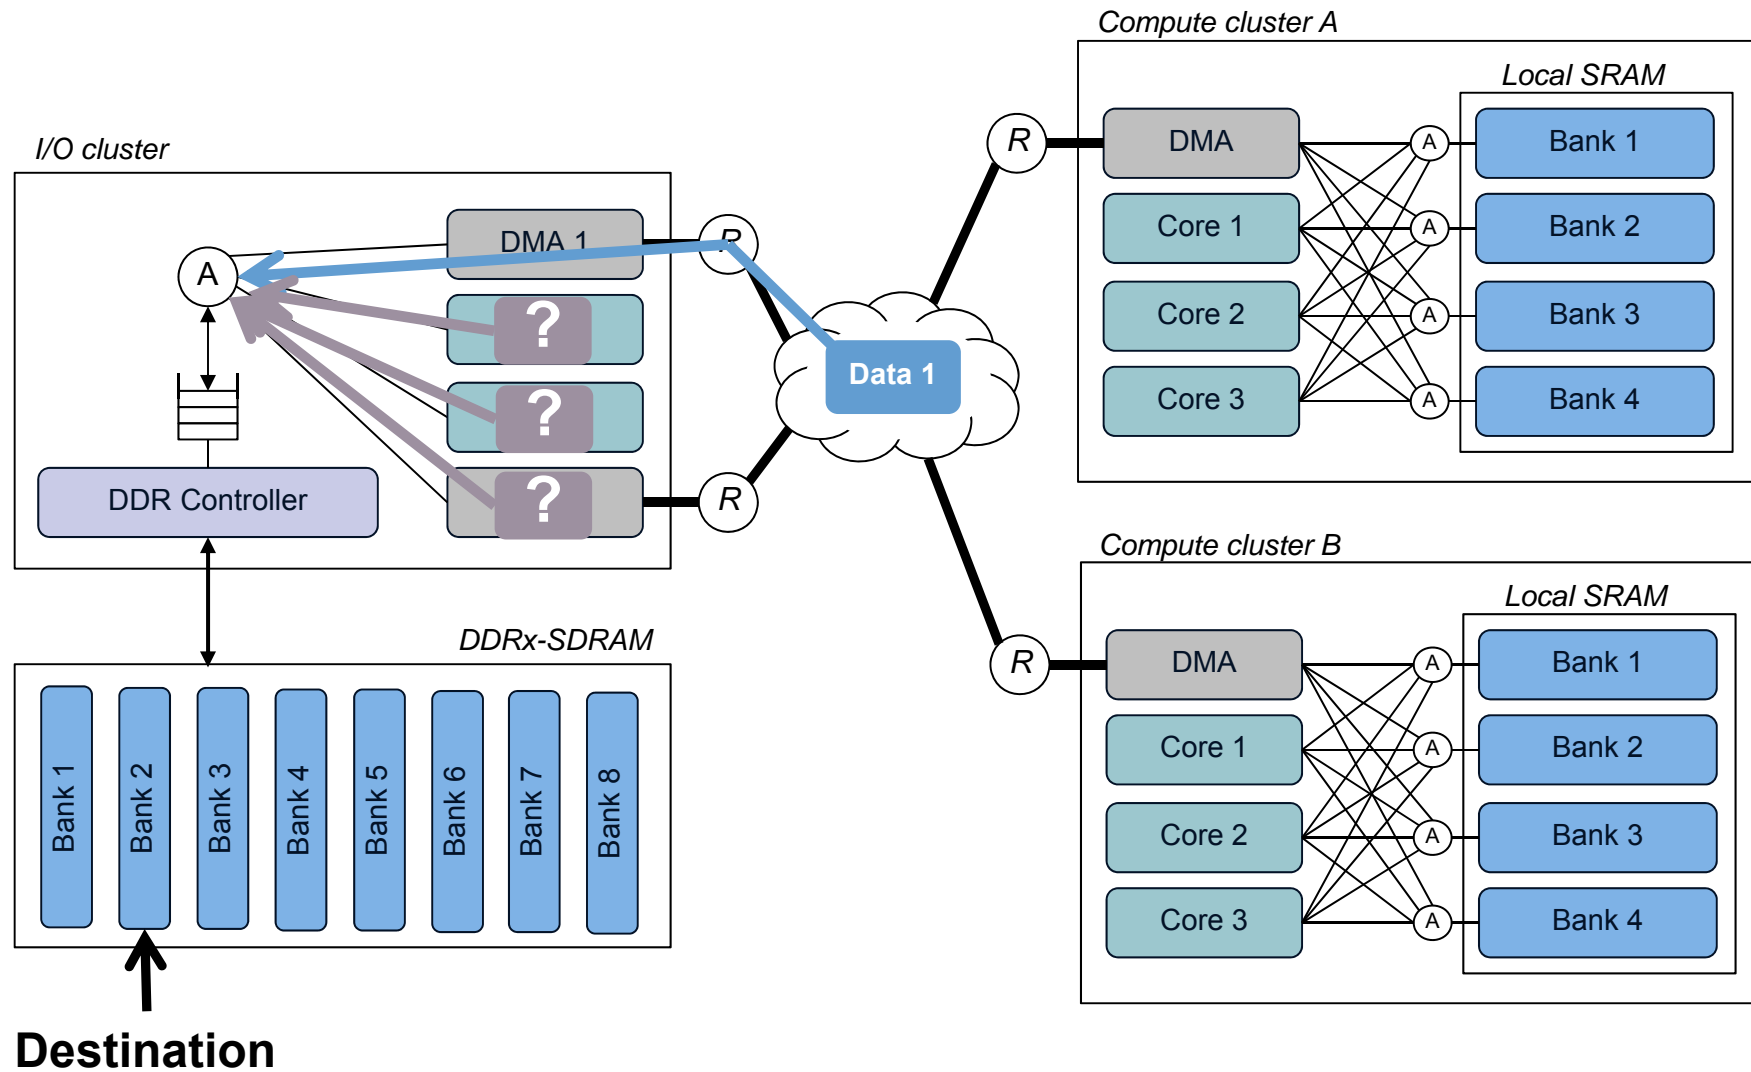 Compute cluster A
Local SRAM
I/O cluster
DMA 1
R
A
?
?
?
DDR Controller
R
Data 1
R
DMA
Core 1
Core 2
Core 3
A
A
A
A
Bank 1
Bank 2
Bank 3
Bank 4
DDRx-SDRAM
Bank 1
Bank 2
Bank 3
Bank 4
Bank 5
Bank 6
Bank 7
Bank 8
Destination
Compute cluster B
Local SRAM
R
DMA
Core 1
Core 2
Core 3
A
A
A
A
Bank 1
Bank 2
Bank 3
Bank 4